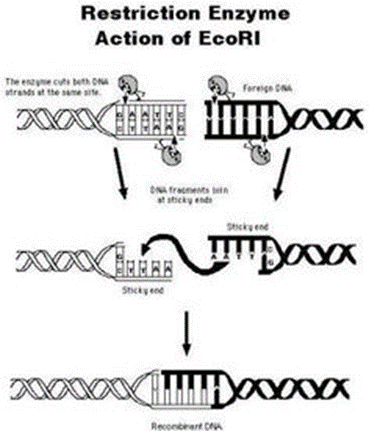 Restriction Enzyme
Action of EcoRI
The enzyme cuts both DNA
strands at the same site.
Foreign DNA
G A A T T C
DNA fragments join
at sticky ends
Sticky end
G
C T T A A
Sticky end
Recombinant DNA